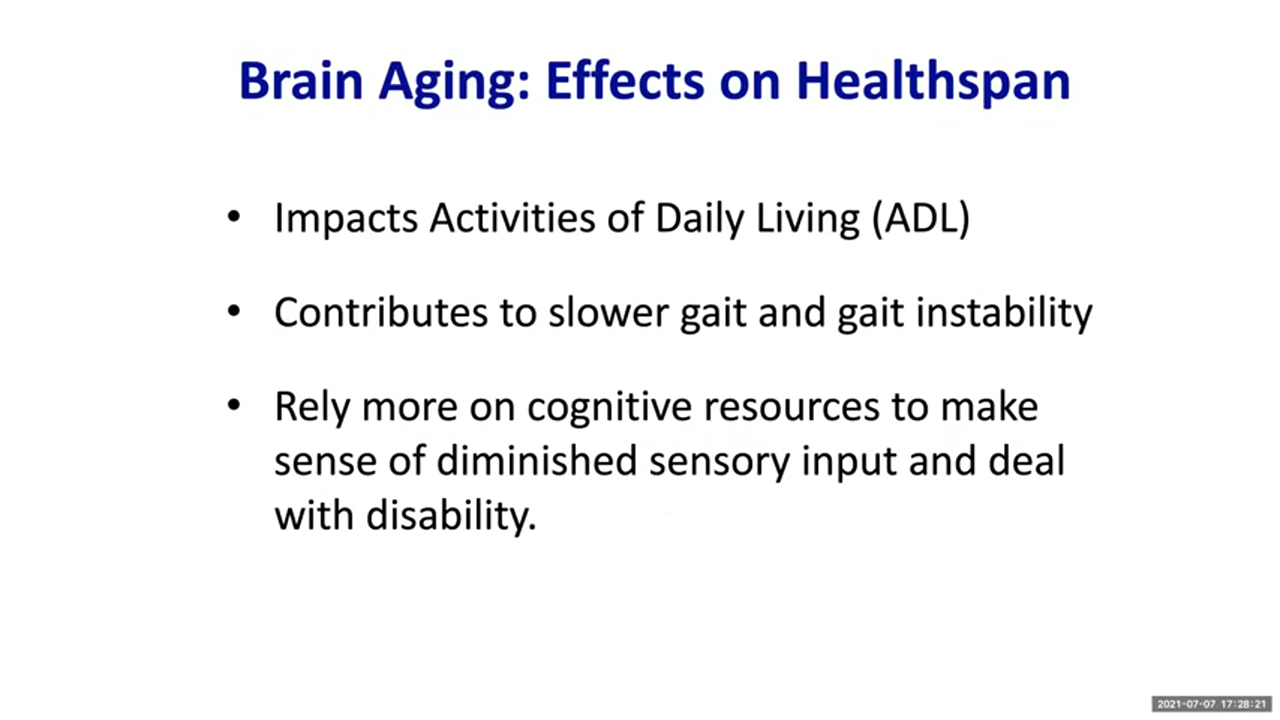 Brain Aging: Effects on Healthspan
• Impacts Activities of Daily Living (ADL)
• Contributes to slower gait and gait instability
• Rely more on cognitive resources to make
sense of diminished sensory input and deal
with disability.
2021-07-07 17:28:21